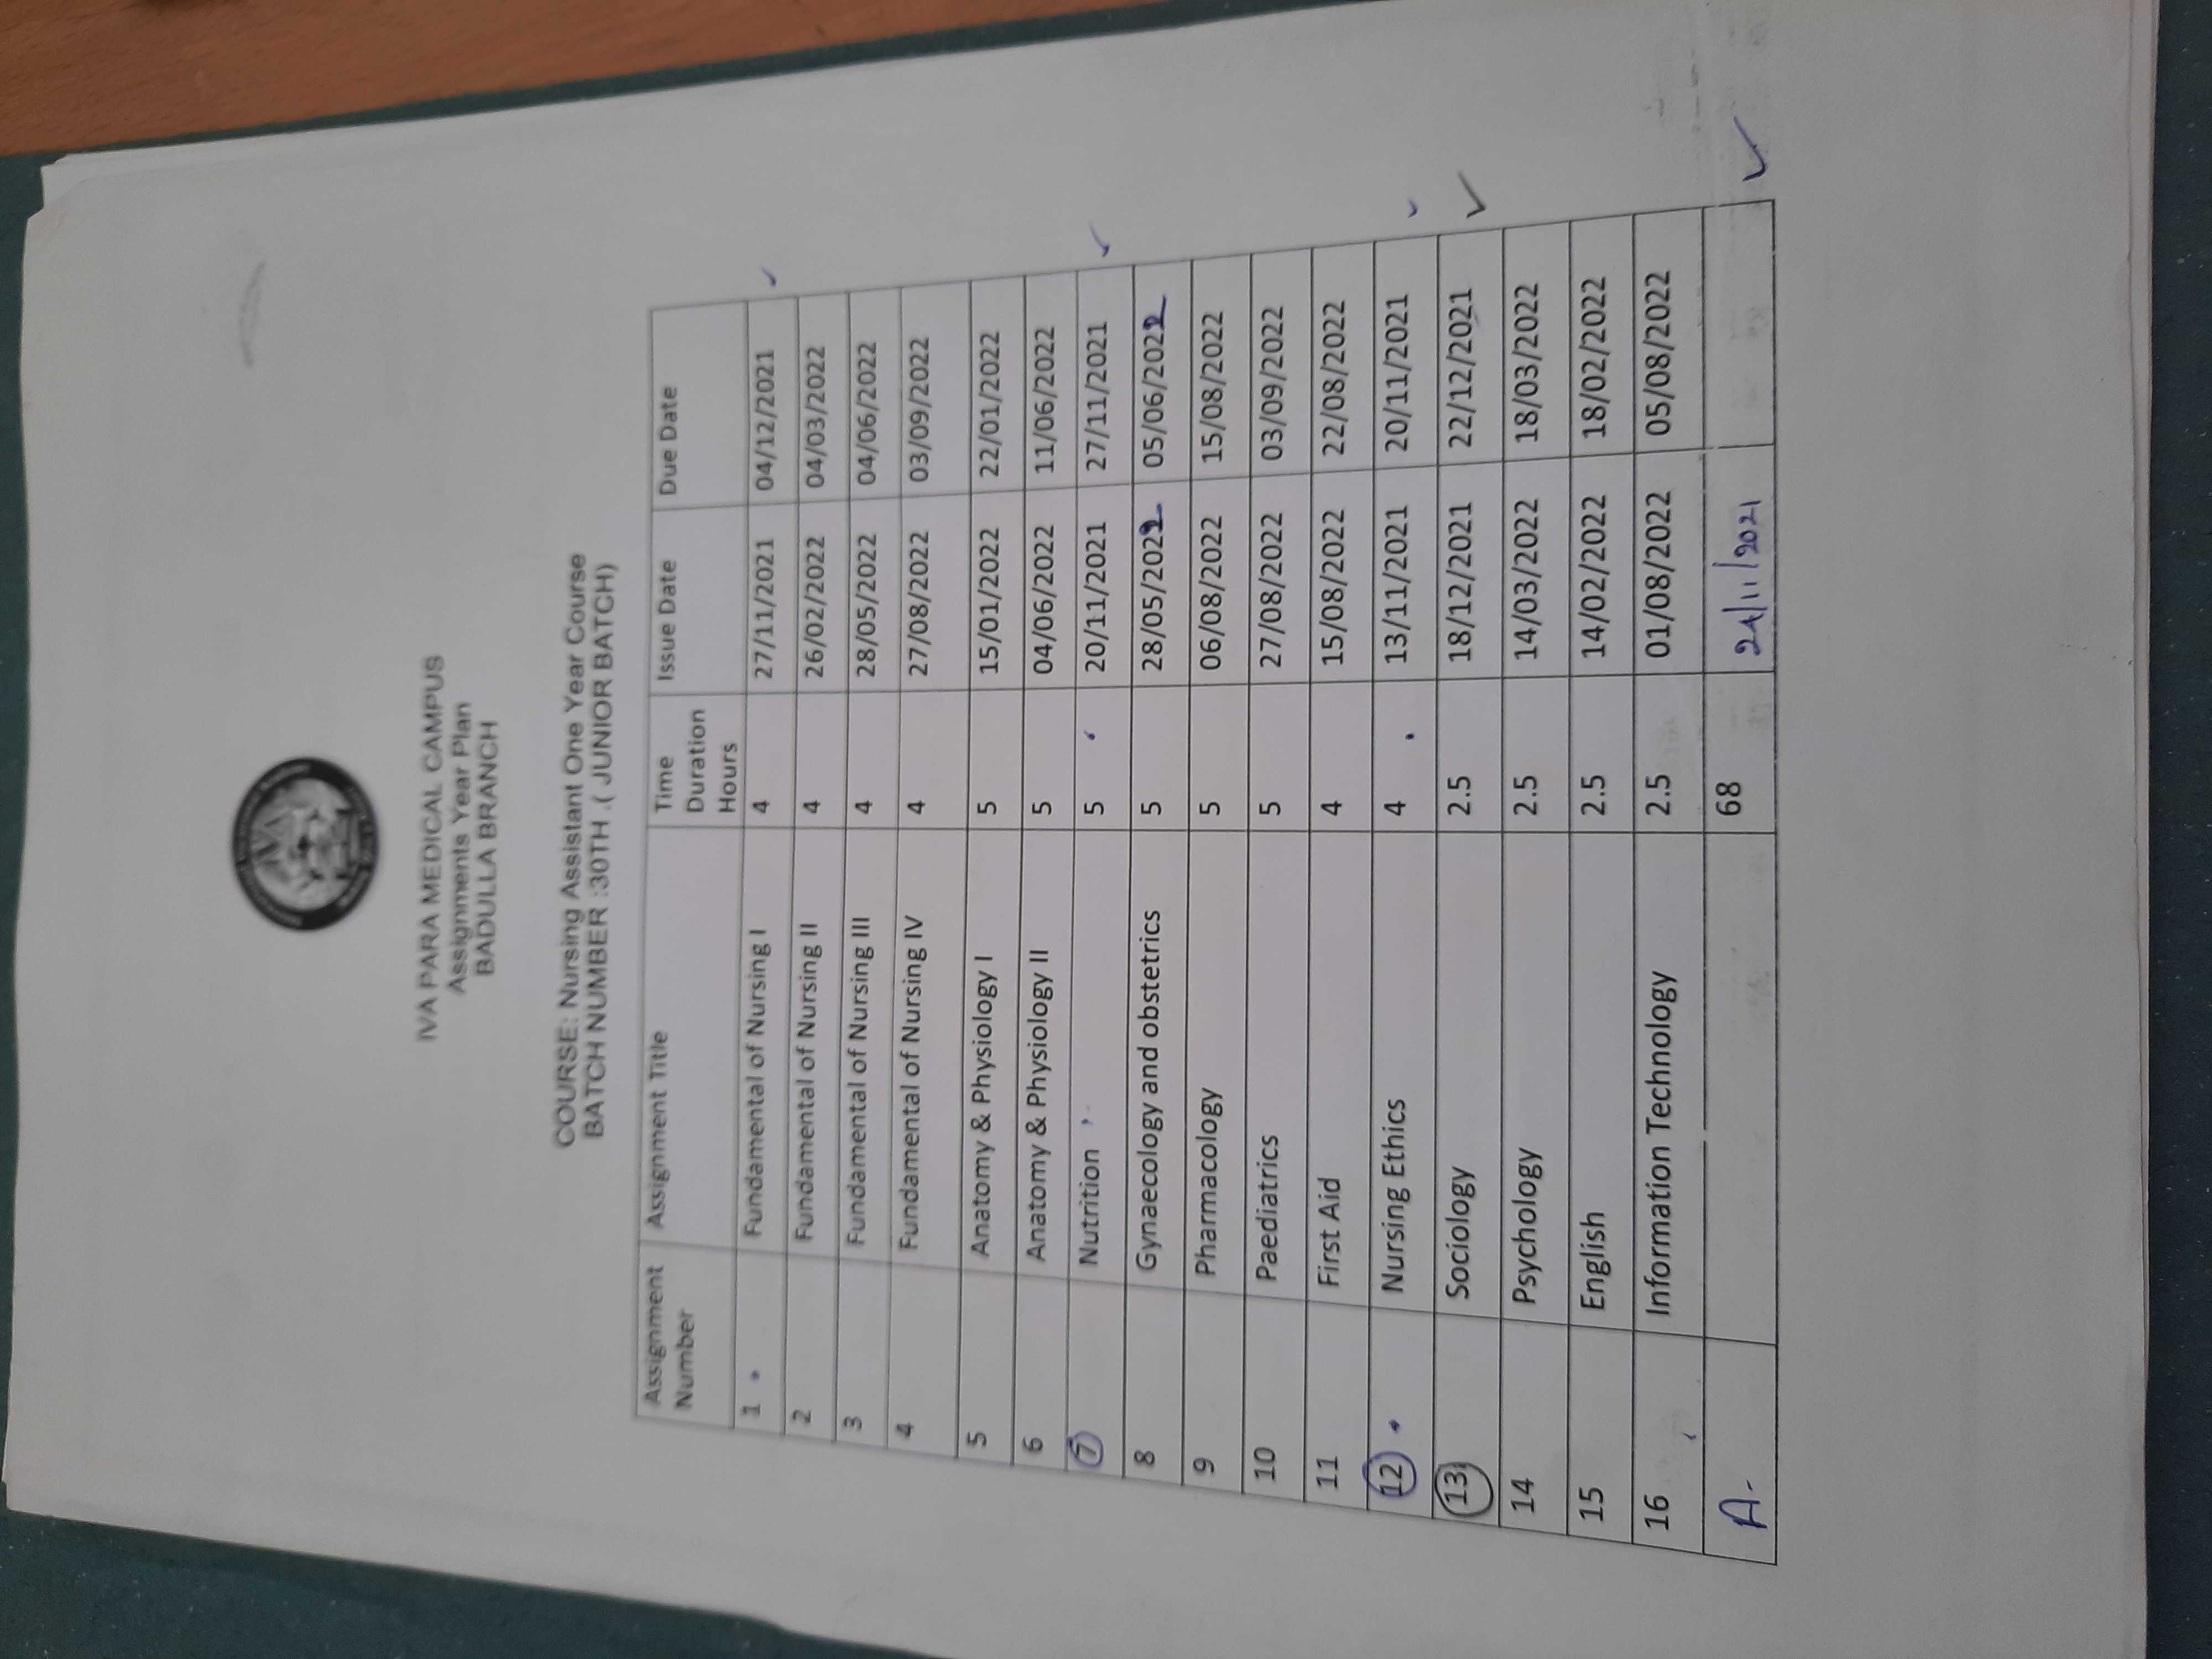 IVA PARA MEDICAL CAMPUS
Assignments Year Plan
BADULLA BRANCH
COURSE: Nursing Assistant One Year Course
BATCH NUMBER :30TH .( JUNIOR BATCH)
Assignment Number Assignment Title Time Duration Hours Issue Date Due Date
1 Fundamental of Nursing I 4 27/11/2021 04/12/2021
2 Fundamental of Nursing II 4 26/02/2022 04/03/2022
3 Fundamental of Nursing III 4 28/05/2022 04/06/2022
4 Fundamental of Nursing IV 4 27/08/2022 03/09/2022
5 Anatomy & Physiology I 5 15/01/2022 22/01/2022
6 Anatomy & Physiology II 5 04/06/2022 11/06/2022
7 Nutrition 5 20/11/2021 27/11/2021
8 Gynaecology and obstetrics 5 28/05/2022 05/06/2022
9 Pharmacology 5 06/08/2022 15/08/2022
10 Paediatrics 5 27/08/2022 03/09/2022
11 First Aid 4 15/08/2022 22/08/2022
12 Nursing Ethics 4 13/11/2021 20/11/2021
13 Sociology 2.5 18/12/2021 22/12/2021
14 Psychology 2.5 14/03/2022 18/03/2022
15 English 2.5 14/02/2022 18/02/2022
16 Information Technology 2.5 01/08/2022 05/08/2022
A- 68 /11/2021